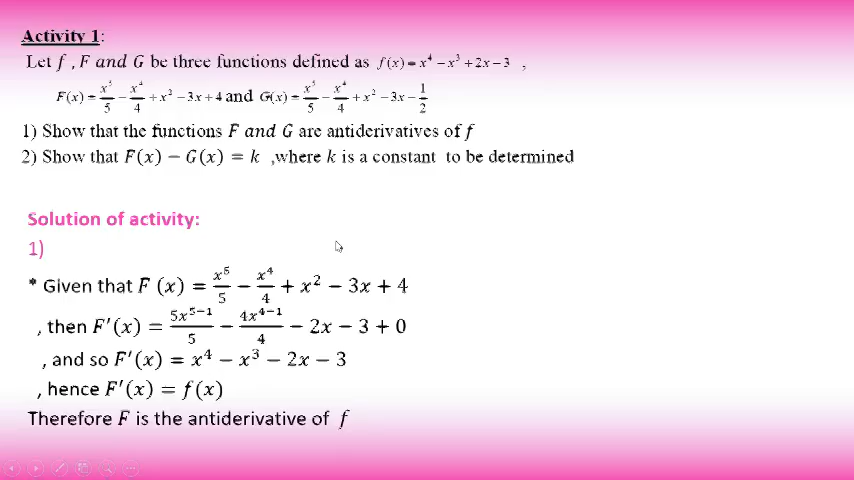 Activity 1:
Let f , F and G be three functions defined as f(x) = x⁴ − x³ + 2x − 3 ,
F(x) = x⁵/5 − x⁴/4 + x² − 3x + 4 and G(x) = x⁵/5 − x⁴/4 + x² − 3x − 1/2
1) Show that the functions F and G are antiderivatives of f
2) Show that F(x) − G(x) = k ,where k is a constant to be determined
Solution of activity:
1)
* Given that F (x) = x⁵/5 − x⁴/4 + x² − 3x + 4
, then F′(x) = 5x⁵⁻¹/5 − 4x⁴⁻¹/4 − 2x − 3 + 0
, and so F′(x) = x⁴ − x³ − 2x − 3
, hence F′(x) = f(x)
Therefore F is the antiderivative of f